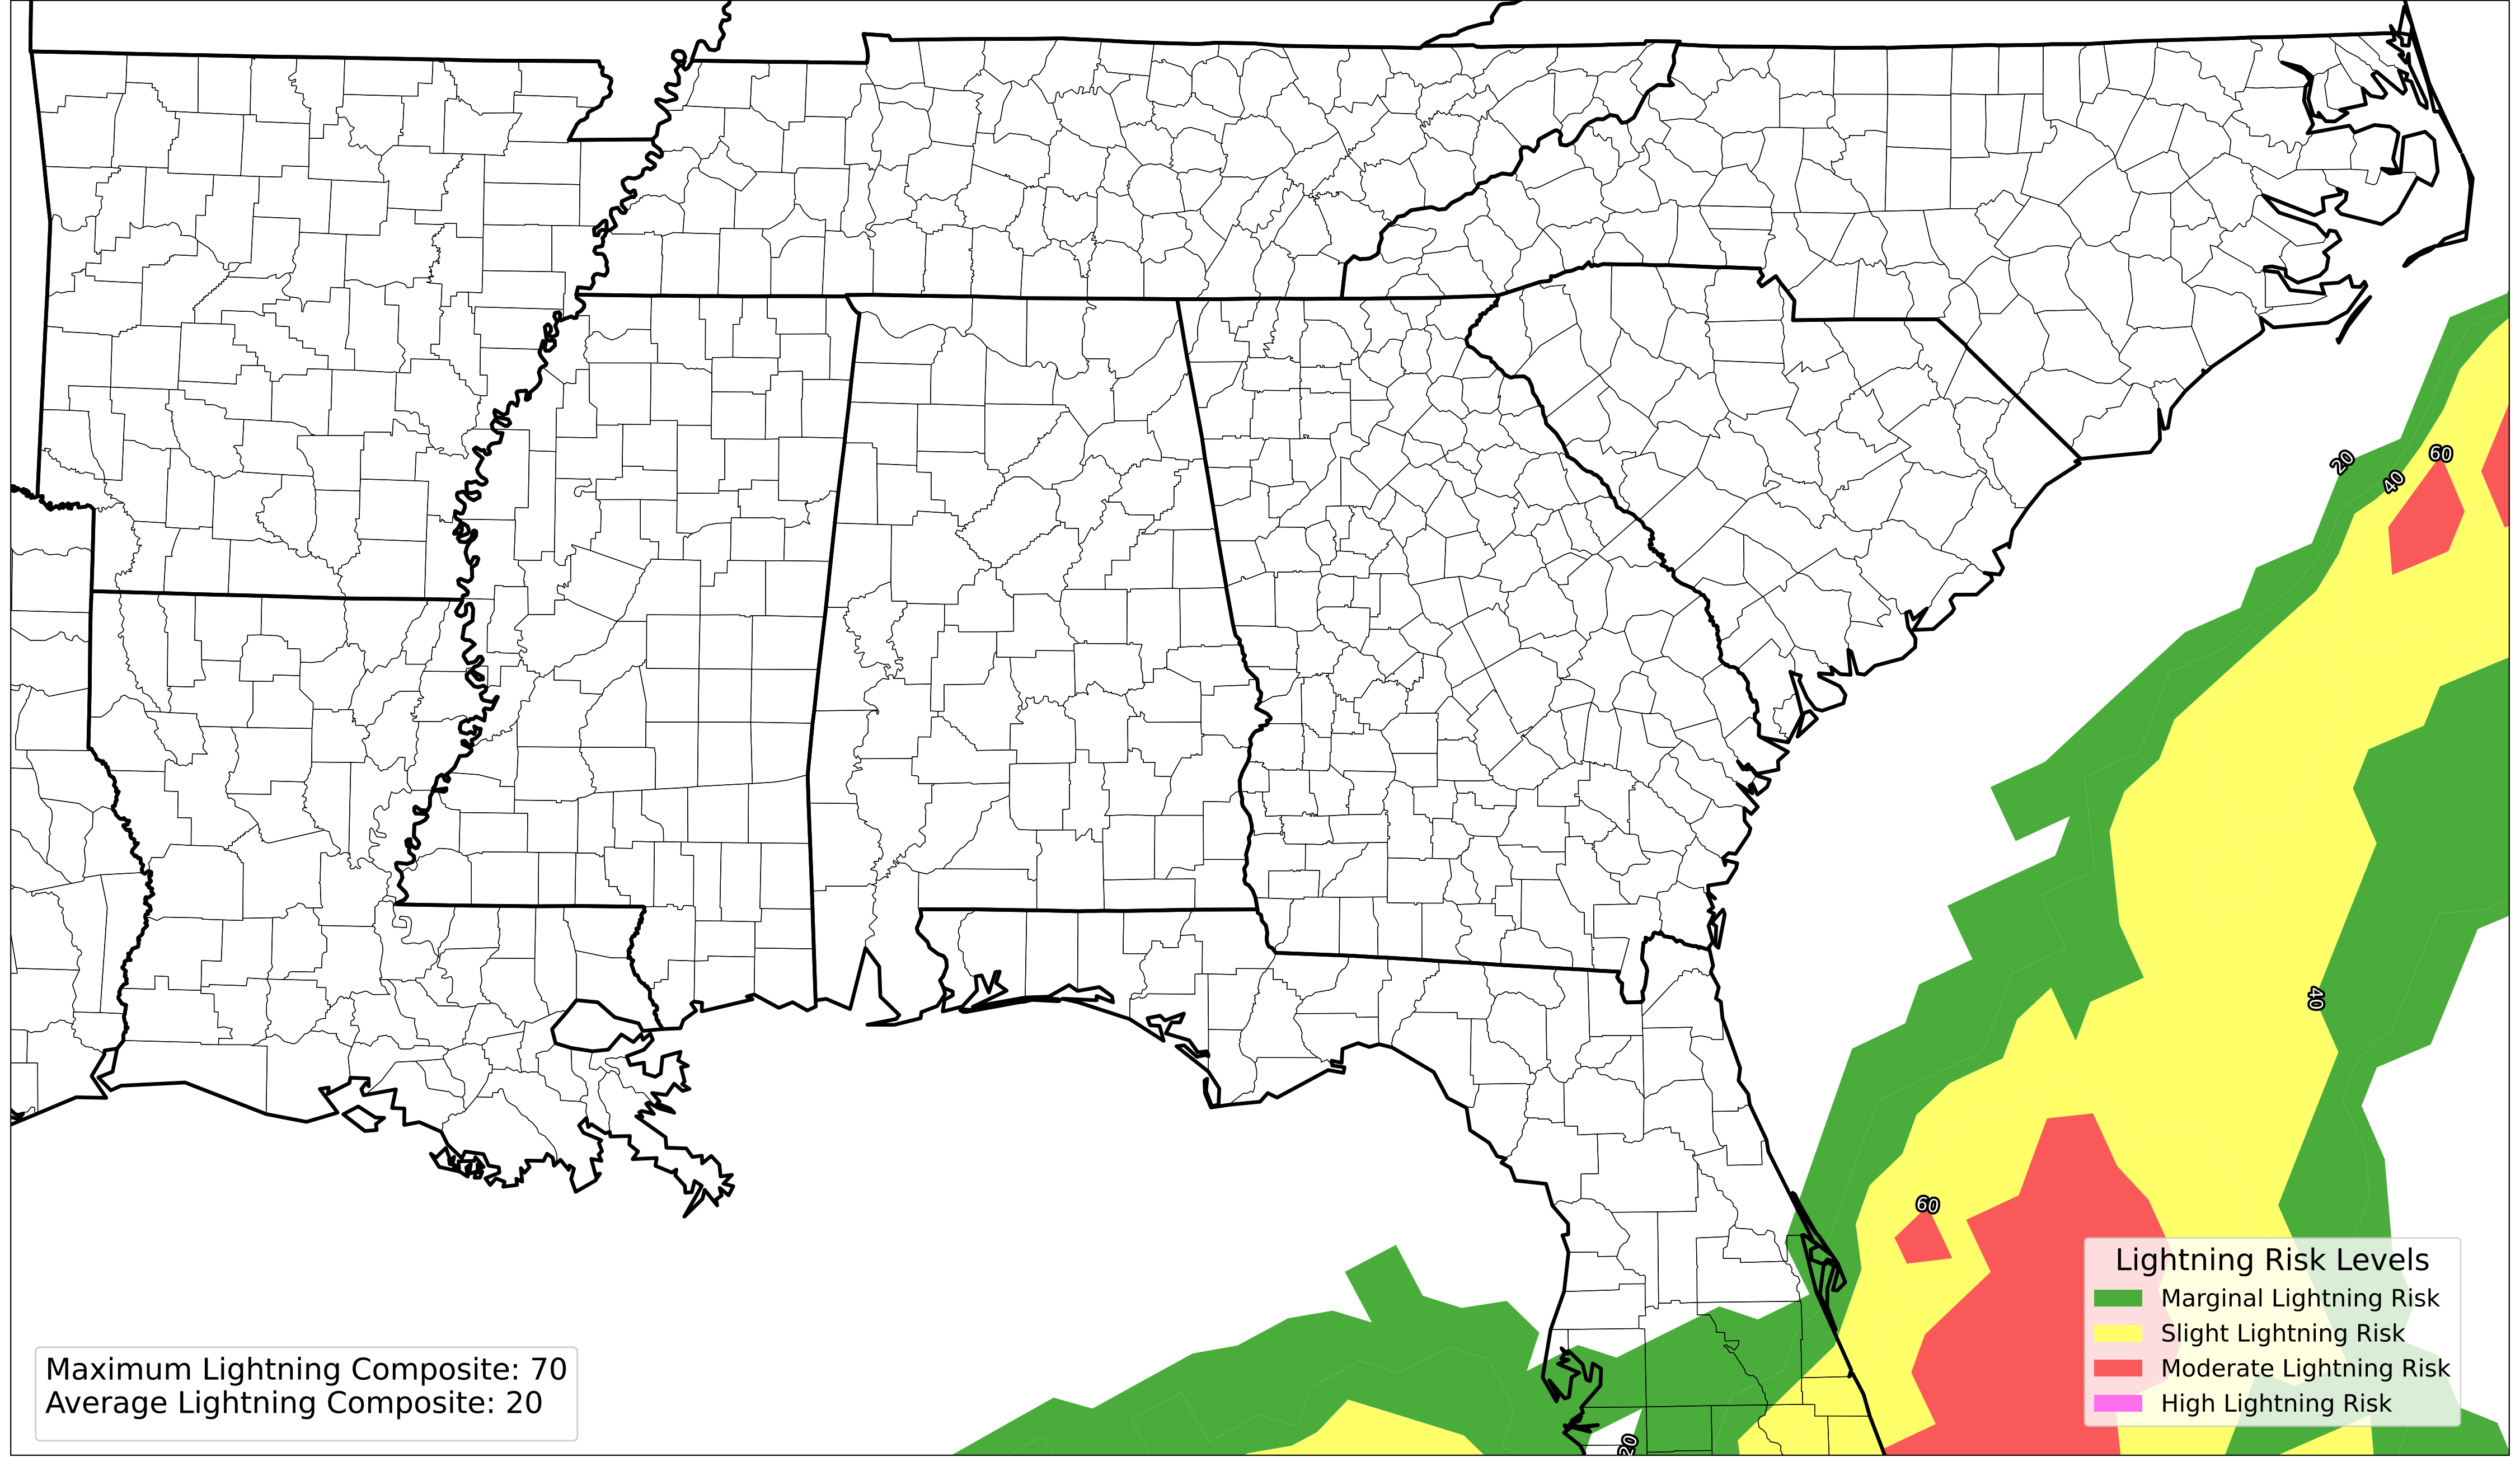 20
60
40
40
60
20
Lightning Risk Levels
Marginal Lightning Risk
Slight Lightning Risk
Moderate Lightning Risk
High Lightning Risk
Maximum Lightning Composite: 70
Average Lightning Composite: 20